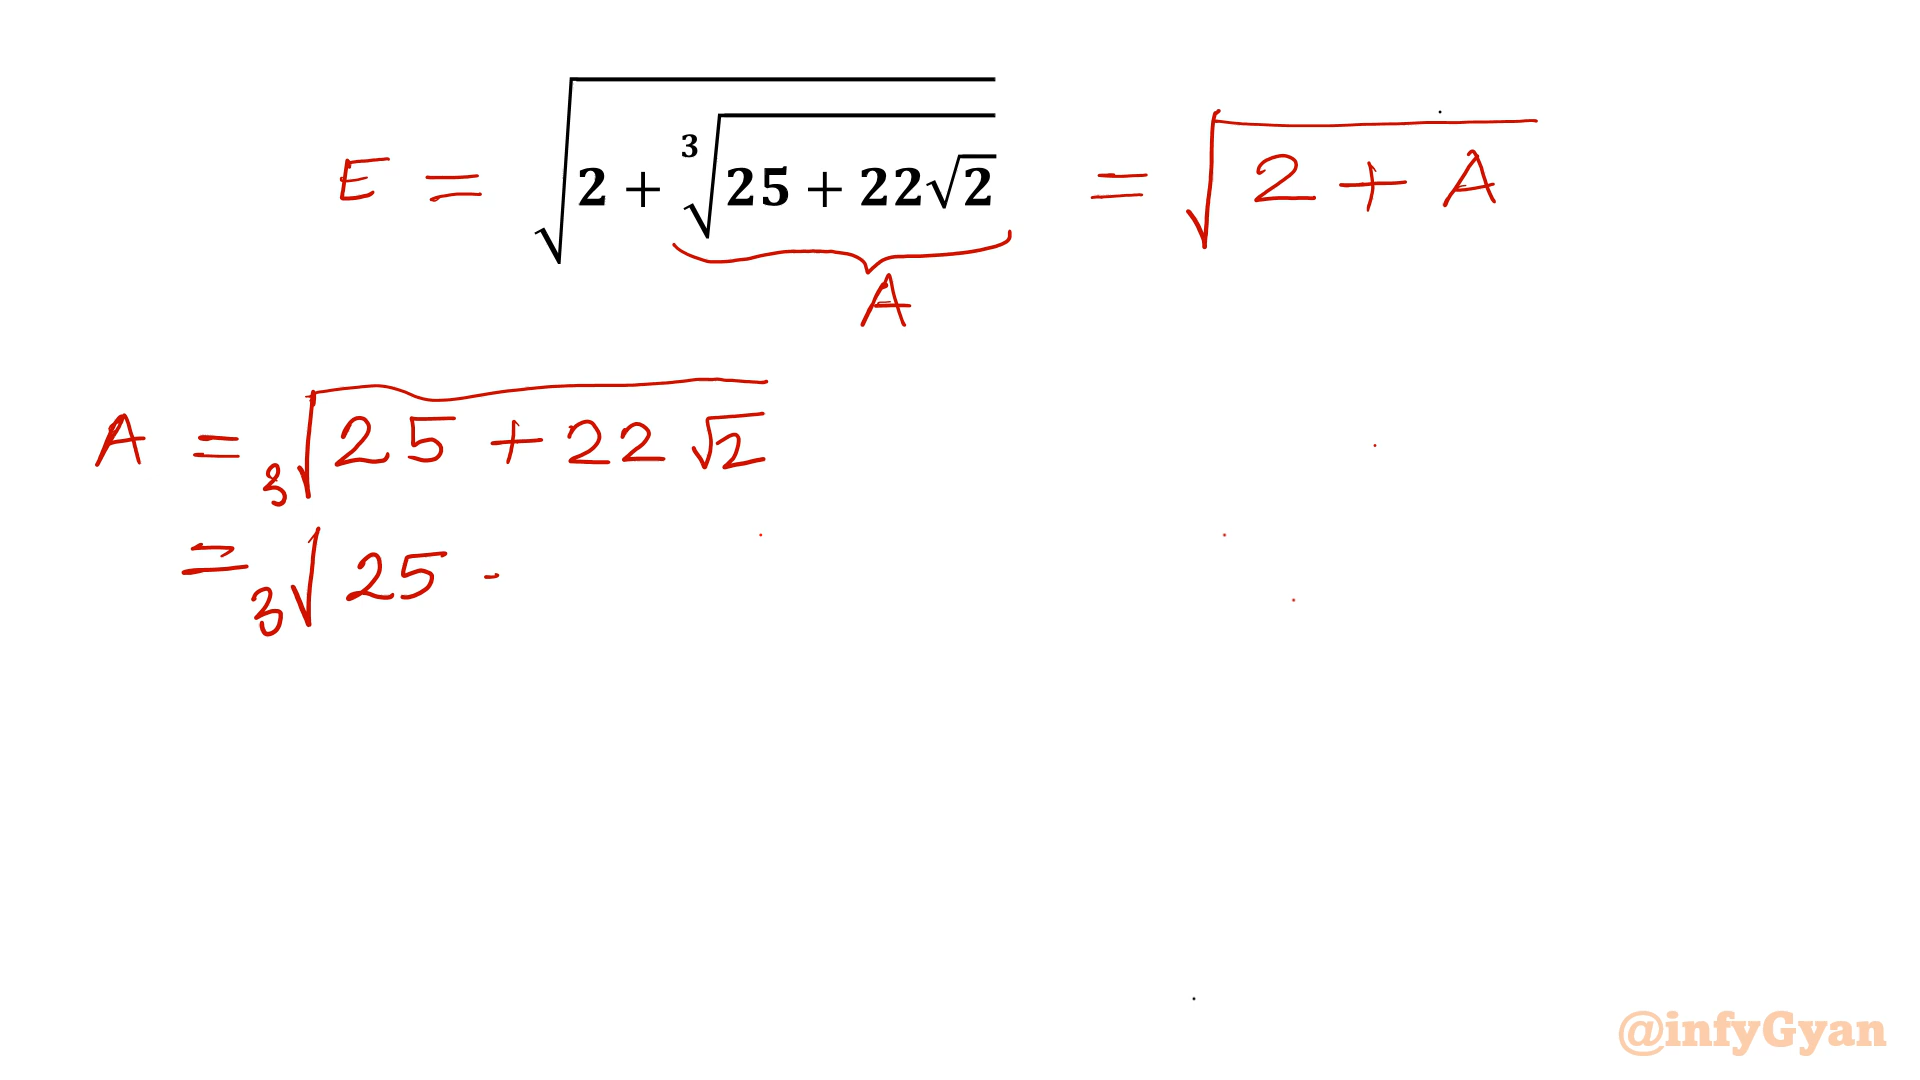 E = √(2 + ∛(25 + 22√2)) = √(2 + A)
A
A = ∛(25 + 22√2)
= ∛25 -
@infyGyan